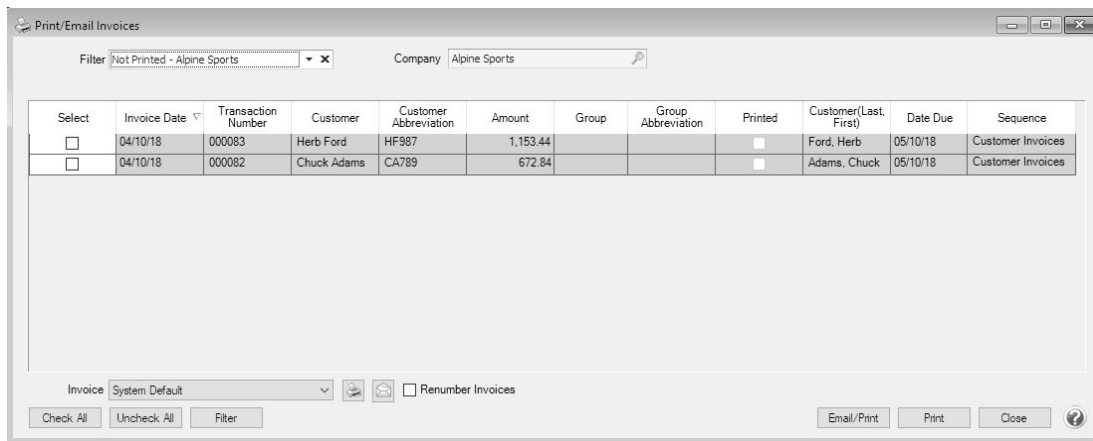 Print/Email Invoices
Filter Not Printed - Alpine Sports Company Alpine Sports
Select Invoice Date Transaction Number Customer Customer Abbreviation Amount Group Group Abbreviation Printed Customer(Last, First) Date Due Sequence
04/10/18 000083 Herb Ford HF987 1,153.44 Ford, Herb 05/10/18 Customer Invoices
04/10/18 000082 Chuck Adams CA789 672.84 Adams, Chuck 05/10/18 Customer Invoices
Invoice System Default Renumber Invoices
Check All Uncheck All Filter Email/Print Print Close ?